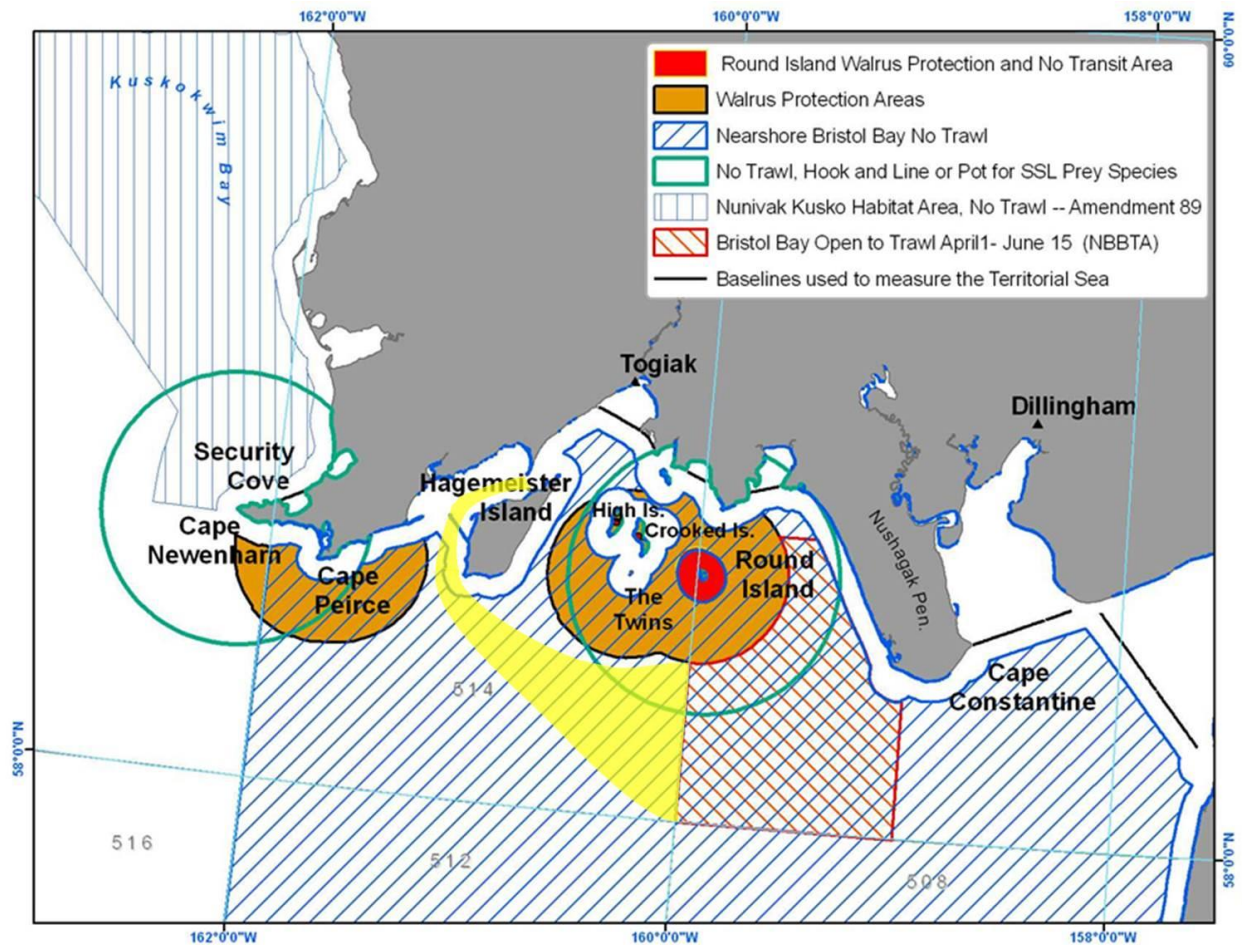 162°0'0"W
160°0'0"W
158°0'0"W
60°0'0"N
Kuskokwim Bay
Round Island Walrus Protection and No Transit Area
Walrus Protection Areas
Nearshore Bristol Bay No Trawl
No Trawl, Hook and Line or Pot for SSL Prey Species
Nunivak Kusko Habitat Area, No Trawl -- Amendment 89
Bristol Bay Open to Trawl April1- June 15 (NBBTA)
Baselines used to measure the Territorial Sea
Togiak
Dillingham
Security
Cove
Hagemeister
Island
High Is.
Crooked Is.
Cape
Newenham
Cape
Peirce
Round
Island
The
Twins
Nushagak Pen.
Cape
Constantine
514
58°0'0"N
516
512
508
58°0'0"N
162°0'0"W
160°0'0"W
158°0'0"W